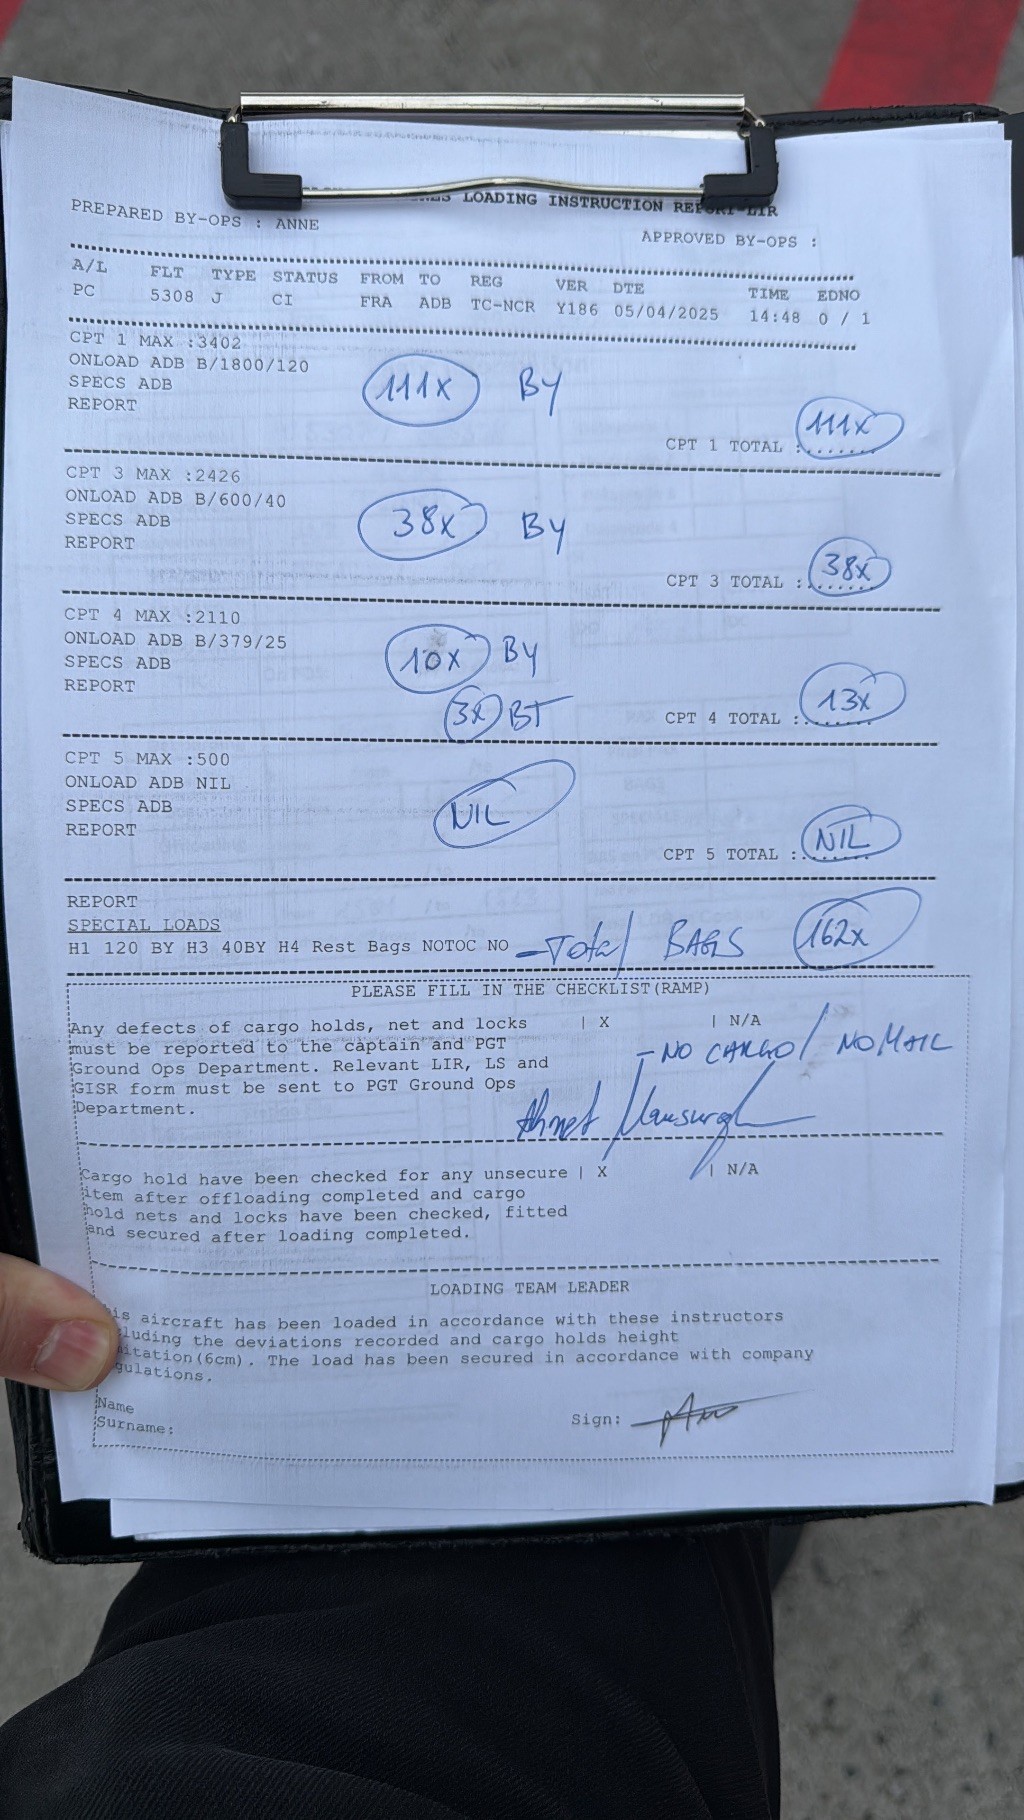 LOADING INSTRUCTION REPORT-LIR
PREPARED BY-OPS : ANNE
APPROVED BY-OPS :
A/L FLT TYPE STATUS FROM TO REG VER DTE TIME EDNO
PC 5308 J CI FRA ADB TC-NCR Y186 05/04/2025 14:48 0 / 1
CPT 1 MAX :3402
ONLOAD ADB B/1800/120
SPECS ADB 111x BY
REPORT 111x
CPT 1 TOTAL :.......
CPT 3 MAX :2426
ONLOAD ADB B/600/40
SPECS ADB 38x BY
REPORT 38x
CPT 3 TOTAL :.......
CPT 4 MAX :2110
ONLOAD ADB B/379/25
SPECS ADB 10x BY
REPORT 13x
3x BT CPT 4 TOTAL :.......
CPT 5 MAX :500
ONLOAD ADB NIL
SPECS ADB NIL
REPORT NIL
CPT 5 TOTAL :.......
REPORT
SPECIAL LOADS
H1 120 BY H3 40BY H4 Rest Bags NOTOC NO - Total BAGS 162x
PLEASE FILL IN THE CHECKLIST(RAMP)
Any defects of cargo holds, net and locks | X | N/A
must be reported to the captain and PGT
Ground Ops Department. Relevant LIR, LS and - NO CARGO / NO MAIL
GISR form must be sent to PGT Ground Ops
Department. Ahmet
Cargo hold have been checked for any unsecure | X | N/A
item after offloading completed and cargo
hold nets and locks have been checked, fitted
and secured after loading completed.
LOADING TEAM LEADER
is aircraft has been loaded in accordance with these instructors
luding the deviations recorded and cargo holds height
itation(6cm). The load has been secured in accordance with company
gulations.
Name
Surname:
Sign: